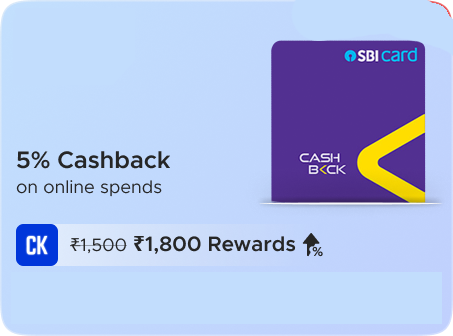 SBI card
CASH
BACK
5% Cashback
on online spends
CK ₹1,500 ₹1,800 Rewards %